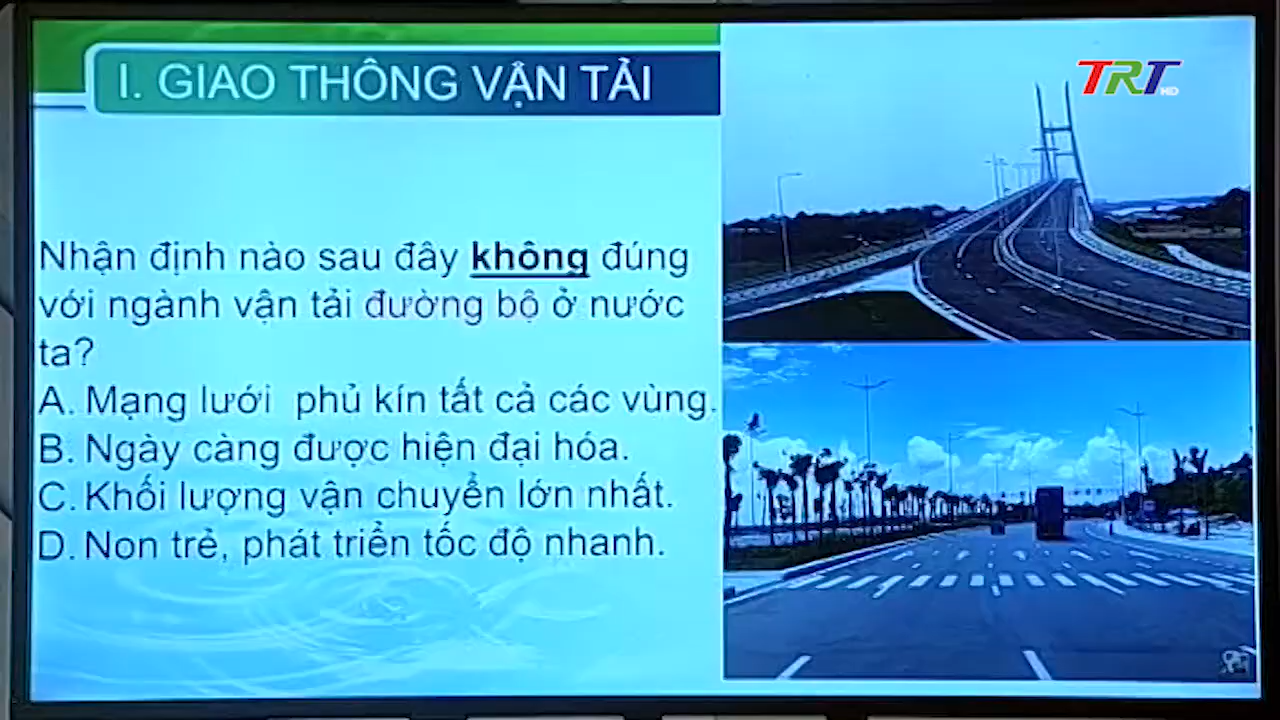 I. GIAO THÔNG VẬN TẢI
TRT HD
Nhận định nào sau đây không đúng
với ngành vận tải đường bộ ở nước
ta?
A. Mạng lưới phủ kín tất cả các vùng.
B. Ngày càng được hiện đại hóa.
C. Khối lượng vận chuyển lớn nhất.
D. Non trẻ, phát triển tốc độ nhanh.